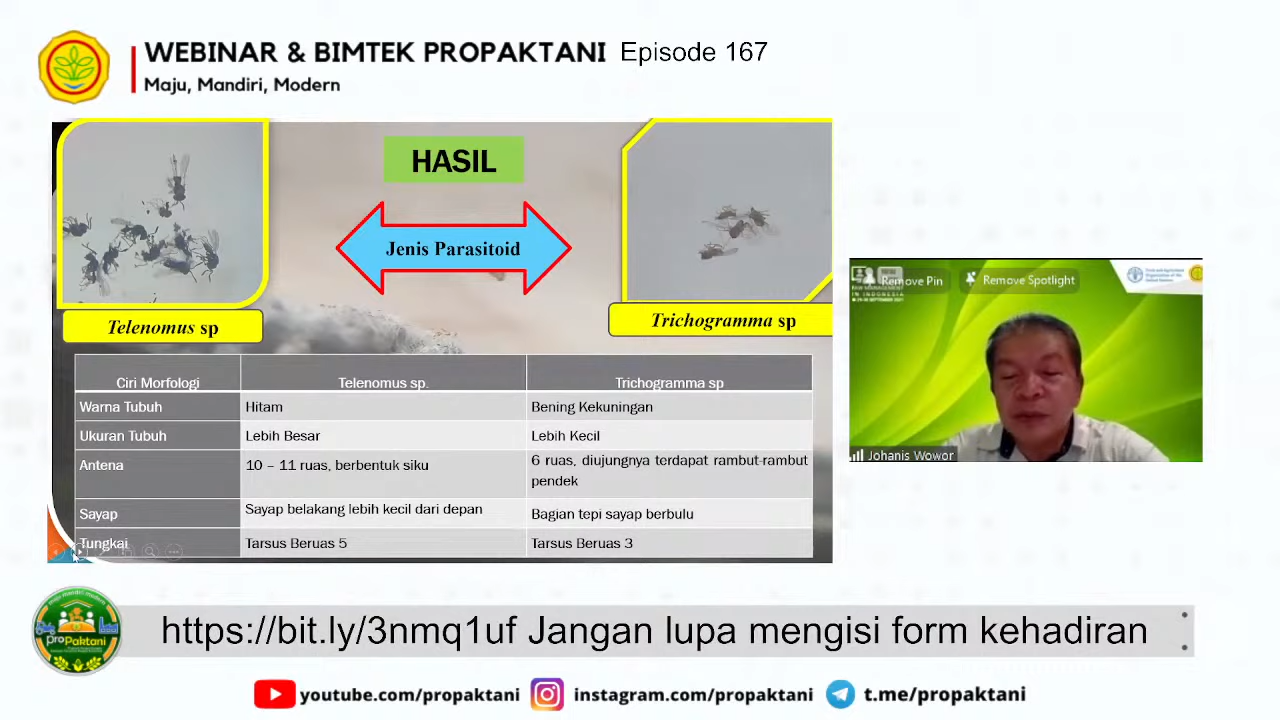 WEBINAR & BIMTEK PROPAKTANI Episode 167
Maju, Mandiri, Modern
HASIL
Jenis Parasitoid
Telenomus sp
Trichogramma sp
Ciri Morfologi Telenomus sp. Trichogramma sp
Warna Tubuh Hitam Bening Kekuningan
Ukuran Tubuh Lebih Besar Lebih Kecil
Antena 10 – 11 ruas, berbentuk siku 6 ruas, diujungnya terdapat rambut-rambut
pendek
Sayap Sayap belakang lebih kecil dari depan Bagian tepi sayap berbulu
Tungkai Tarsus Beruas 5 Tarsus Beruas 3
Remove Pin Remove Spotlight
IN INDONESIA
Johanis Wowor
ProPaktani
https://bit.ly/3nmq1uf Jangan lupa mengisi form kehadiran
youtube.com/propaktani instagram.com/propaktani t.me/propaktani